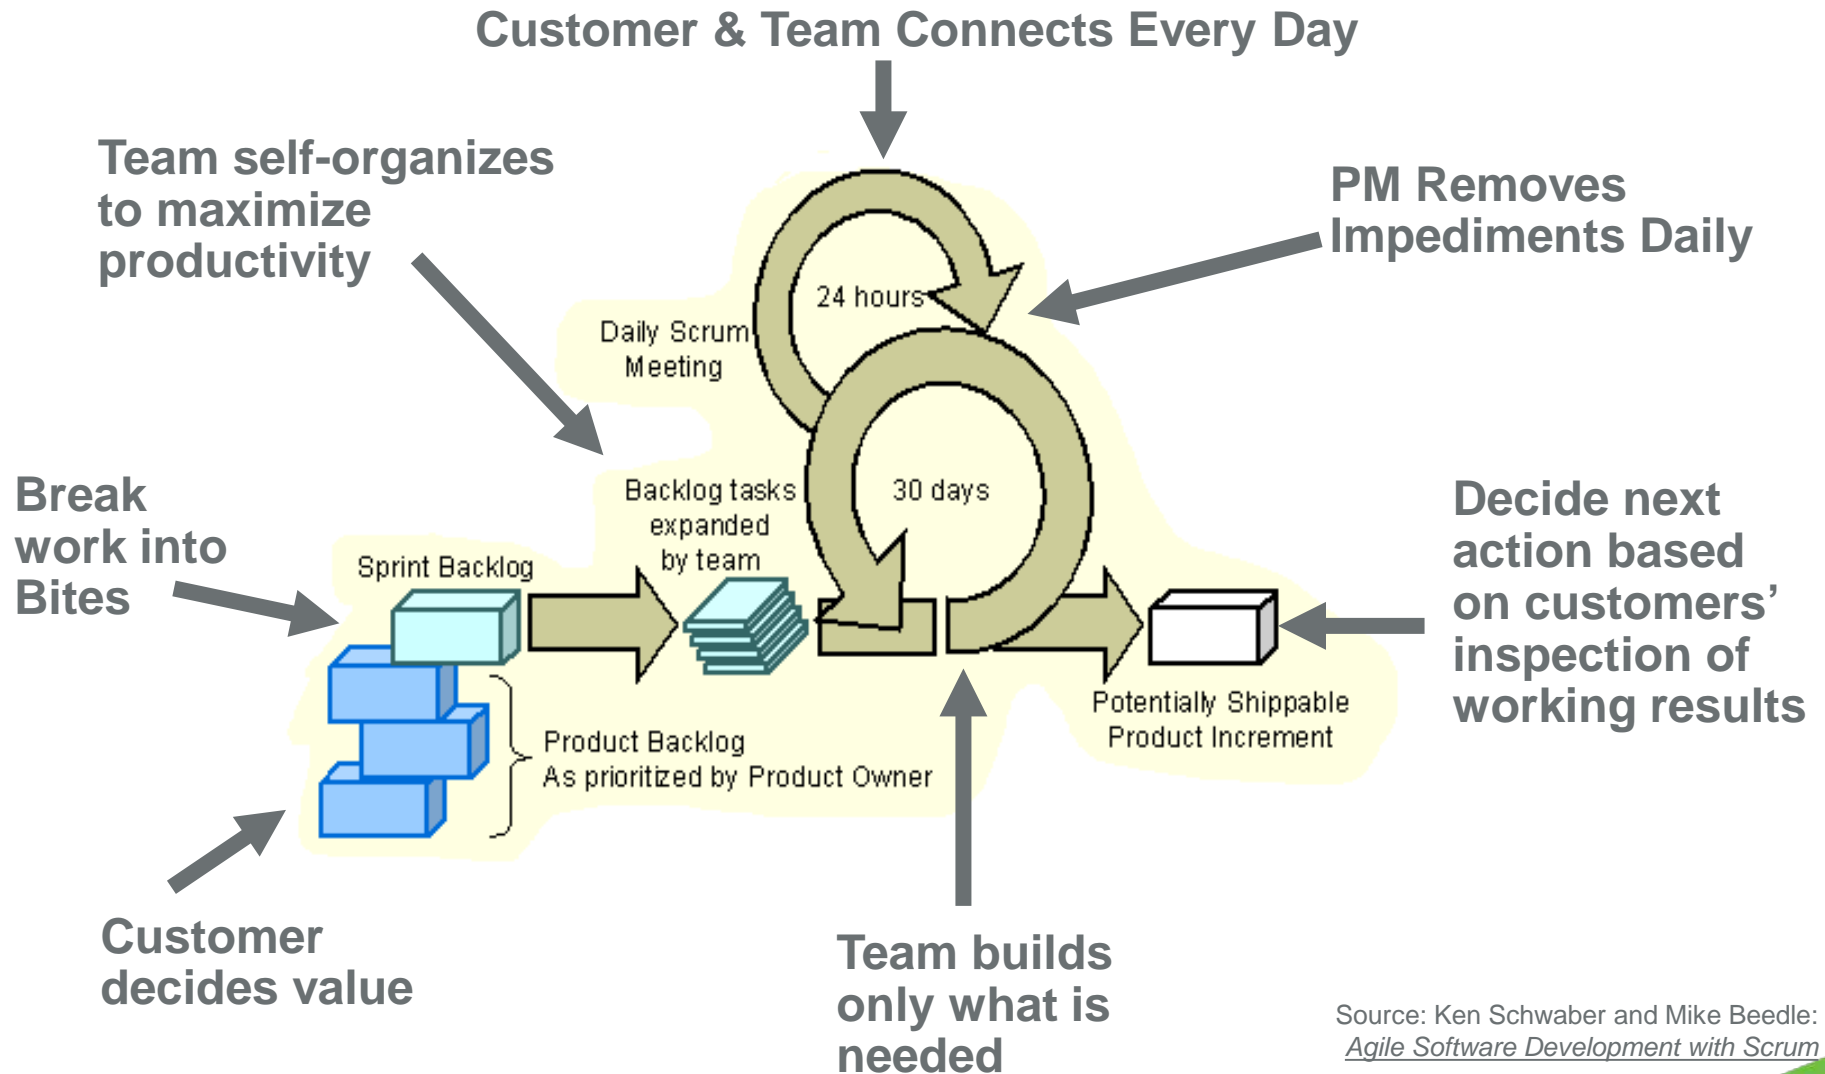 Customer & Team Connects Every Day
Team self-organizes
to maximize
productivity
PM Removes
Impediments Daily
24 hours
Daily Scrum
Meeting
Break
work into
Bites
Backlog tasks
expanded
by team
30 days
Sprint Backlog
Decide next
action based
on customers’
inspection of
working results
Potentially Shippable
Product Increment
Product Backlog
As prioritized by Product Owner
Customer
decides value
Team builds
only what is
needed
Source: Ken Schwaber and Mike Beedle:
Agile Software Development with Scrum